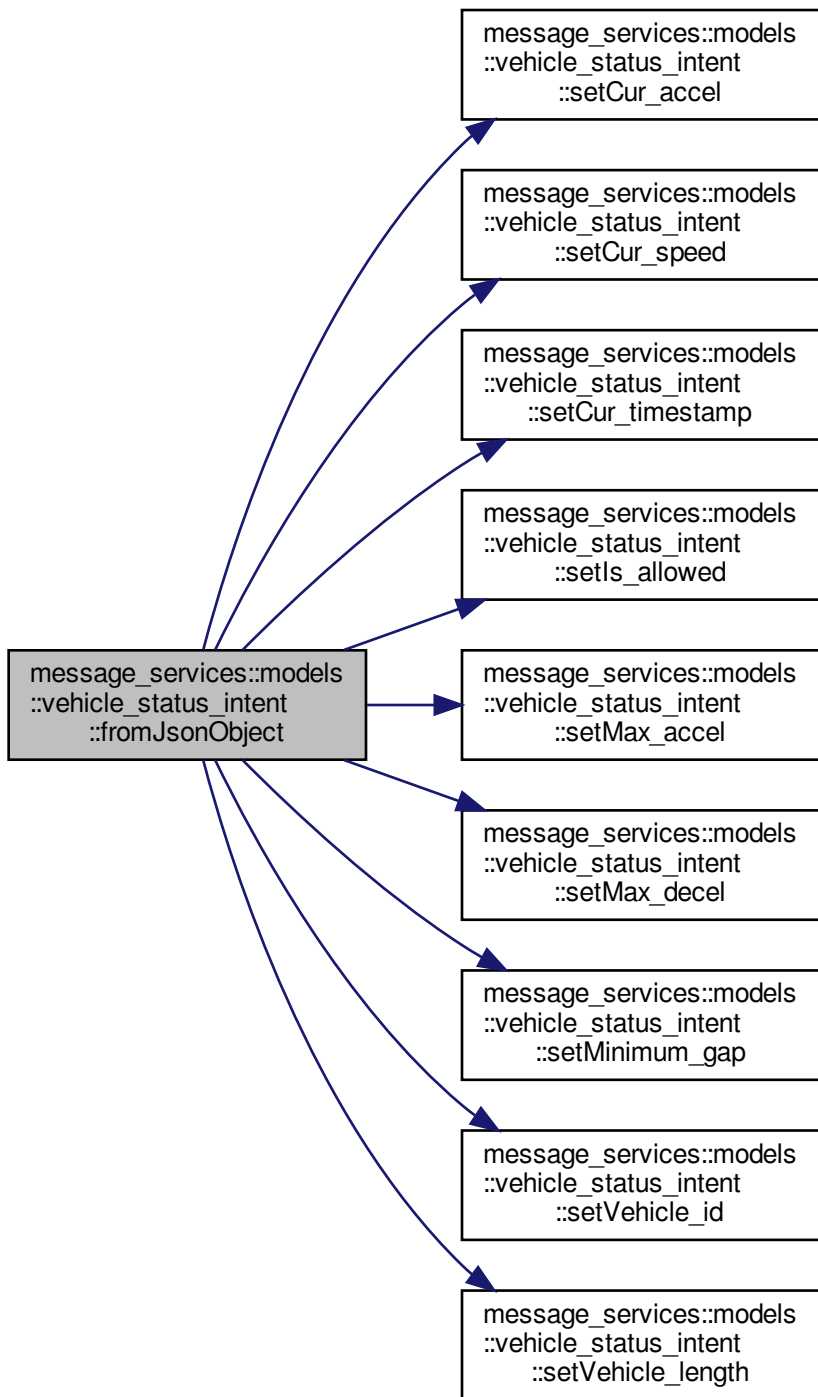 message_services::models
::vehicle_status_intent
::setCur_accel
message_services::models
::vehicle_status_intent
::setCur_speed
message_services::models
::vehicle_status_intent
::setCur_timestamp
message_services::models
::vehicle_status_intent
::setIs_allowed
message_services::models
::vehicle_status_intent
::fromJsonObject
message_services::models
::vehicle_status_intent
::setMax_accel
message_services::models
::vehicle_status_intent
::setMax_decel
message_services::models
::vehicle_status_intent
::setMinimum_gap
message_services::models
::vehicle_status_intent
::setVehicle_id
message_services::models
::vehicle_status_intent
::setVehicle_length